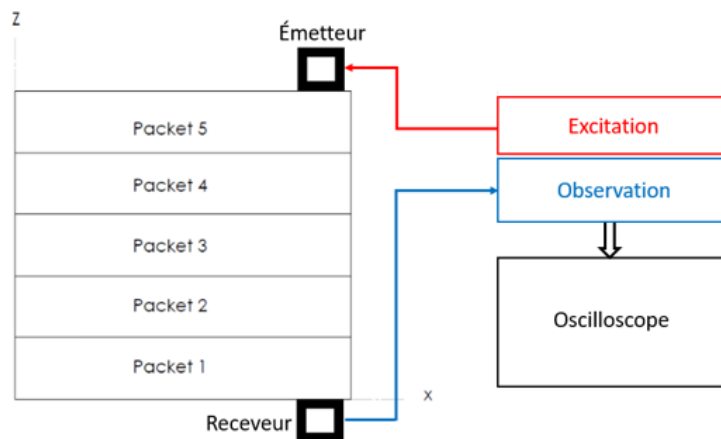 Z
Émetteur
Packet 5
Excitation
Packet 4
Observation
Packet 3
Packet 2
Oscilloscope
Packet 1
X
Receveur